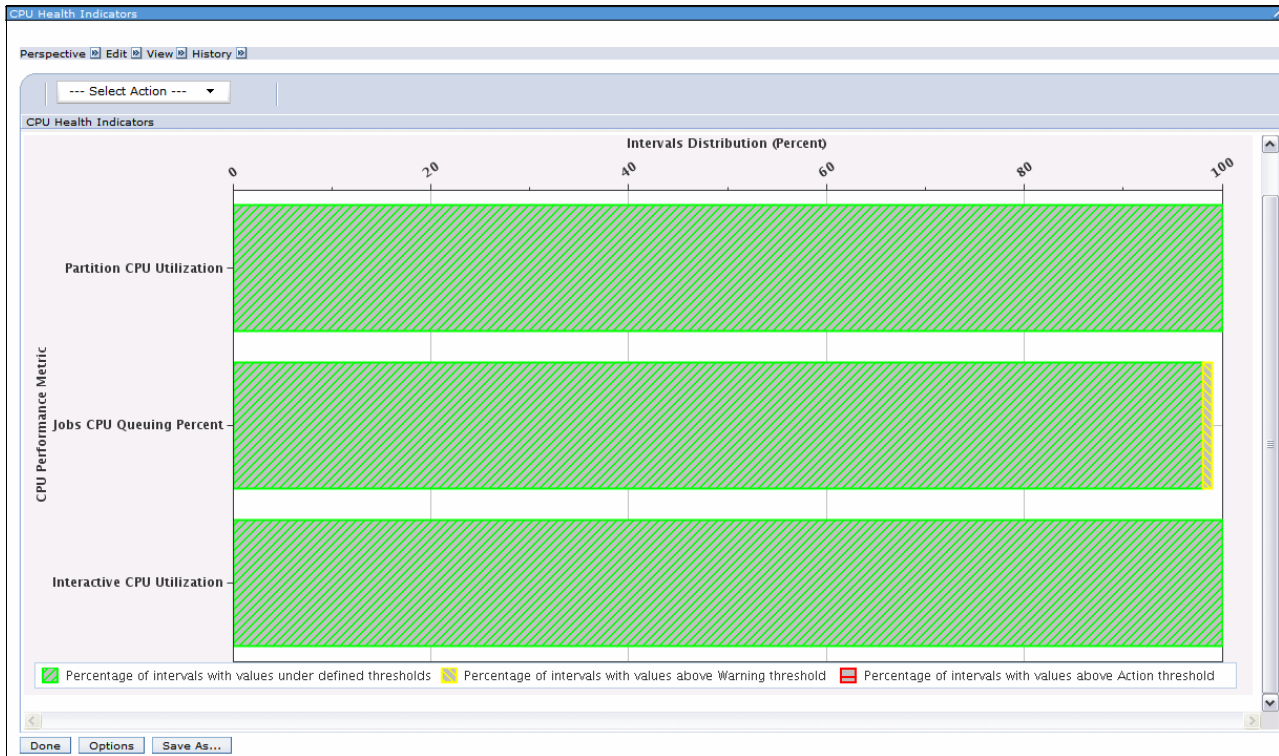 CPU Health Indicators
Perspective Edit View History
--- Select Action ---
CPU Health Indicators
Intervals Distribution (Percent)
0 20 40 60 80 100
CPU Performance Metric
Partition CPU Utilization
Jobs CPU Queuing Percent
Interactive CPU Utilization
Percentage of intervals with values under defined thresholds Percentage of intervals with values above Warning threshold Percentage of intervals with values above Action threshold
Done Options Save As...